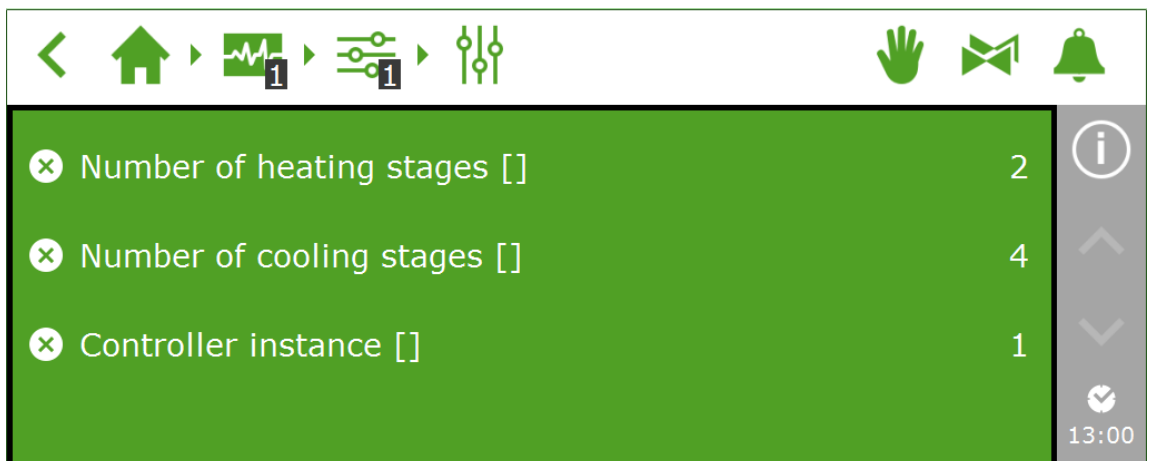 1 1
Number of heating stages [] 2
Number of cooling stages [] 4
Controller instance [] 1
13:00